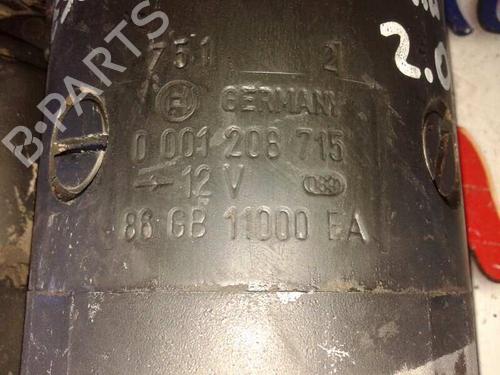 751 2
GERMANY
0 001 208 715
12 V
86 GB 11000 EA
2.0
B-PARTS